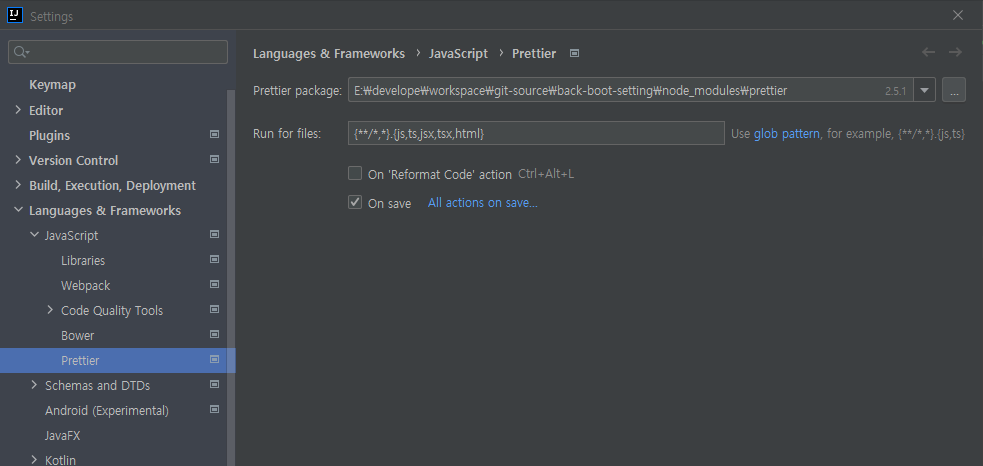 IJ Settings
Keymap
Editor
Plugins
Version Control
Build, Execution, Deployment
Languages & Frameworks
JavaScript
Libraries
Webpack
Code Quality Tools
Bower
Prettier
Schemas and DTDs
Android (Experimental)
JavaFX
Kotlin
Languages & Frameworks › JavaScript › Prettier
Prettier package: E:₩develope₩workspace₩git-source₩back-boot-setting₩node_modules₩prettier 2.5.1 ...
Run for files: {**/*,*}.{js,ts,jsx,tsx,html} Use glob pattern, for example, {**/*,*}.{js,ts}
On 'Reformat Code' action Ctrl+Alt+L
On save All actions on save...